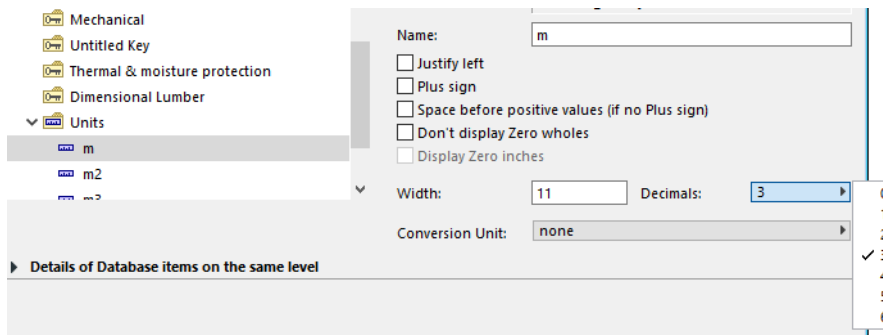 Mechanical
Untitled Key
Thermal & moisture protection
Dimensional Lumber
Units
m
m2
Name: m
Justify left
Plus sign
Space before positive values (if no Plus sign)
Don't display Zero wholes
Display Zero inches
Width: 11 Decimals: 3
Conversion Unit: none
Details of Database items on the same level